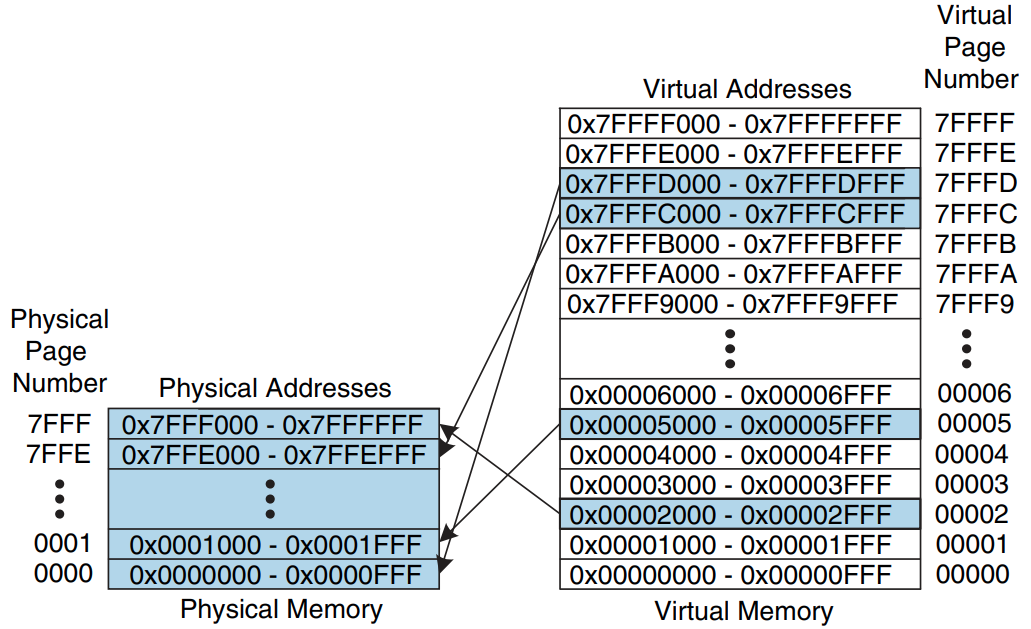 Virtual
Page
Number
Virtual Addresses
0x7FFFF000 - 0x7FFFFFFF 7FFFF
0x7FFFE000 - 0x7FFFEFFF 7FFFE
0x7FFFD000 - 0x7FFFDFFF 7FFFD
0x7FFFC000 - 0x7FFFCFFF 7FFFC
0x7FFFB000 - 0x7FFFBFFF 7FFFB
0x7FFFA000 - 0x7FFFAFFF 7FFFA
0x7FFF9000 - 0x7FFF9FFF 7FFF9
0x00006000 - 0x00006FFF 00006
0x00005000 - 0x00005FFF 00005
0x00004000 - 0x00004FFF 00004
0x00003000 - 0x00003FFF 00003
0x00002000 - 0x00002FFF 00002
0x00001000 - 0x00001FFF 00001
0x00000000 - 0x00000FFF 00000
Virtual Memory
Physical
Page
Number
Physical Addresses
7FFF 0x7FFF000 - 0x7FFFFFF
7FFE 0x7FFE000 - 0x7FFEFFF
0001 0x0001000 - 0x0001FFF
0000 0x0000000 - 0x0000FFF
Physical Memory